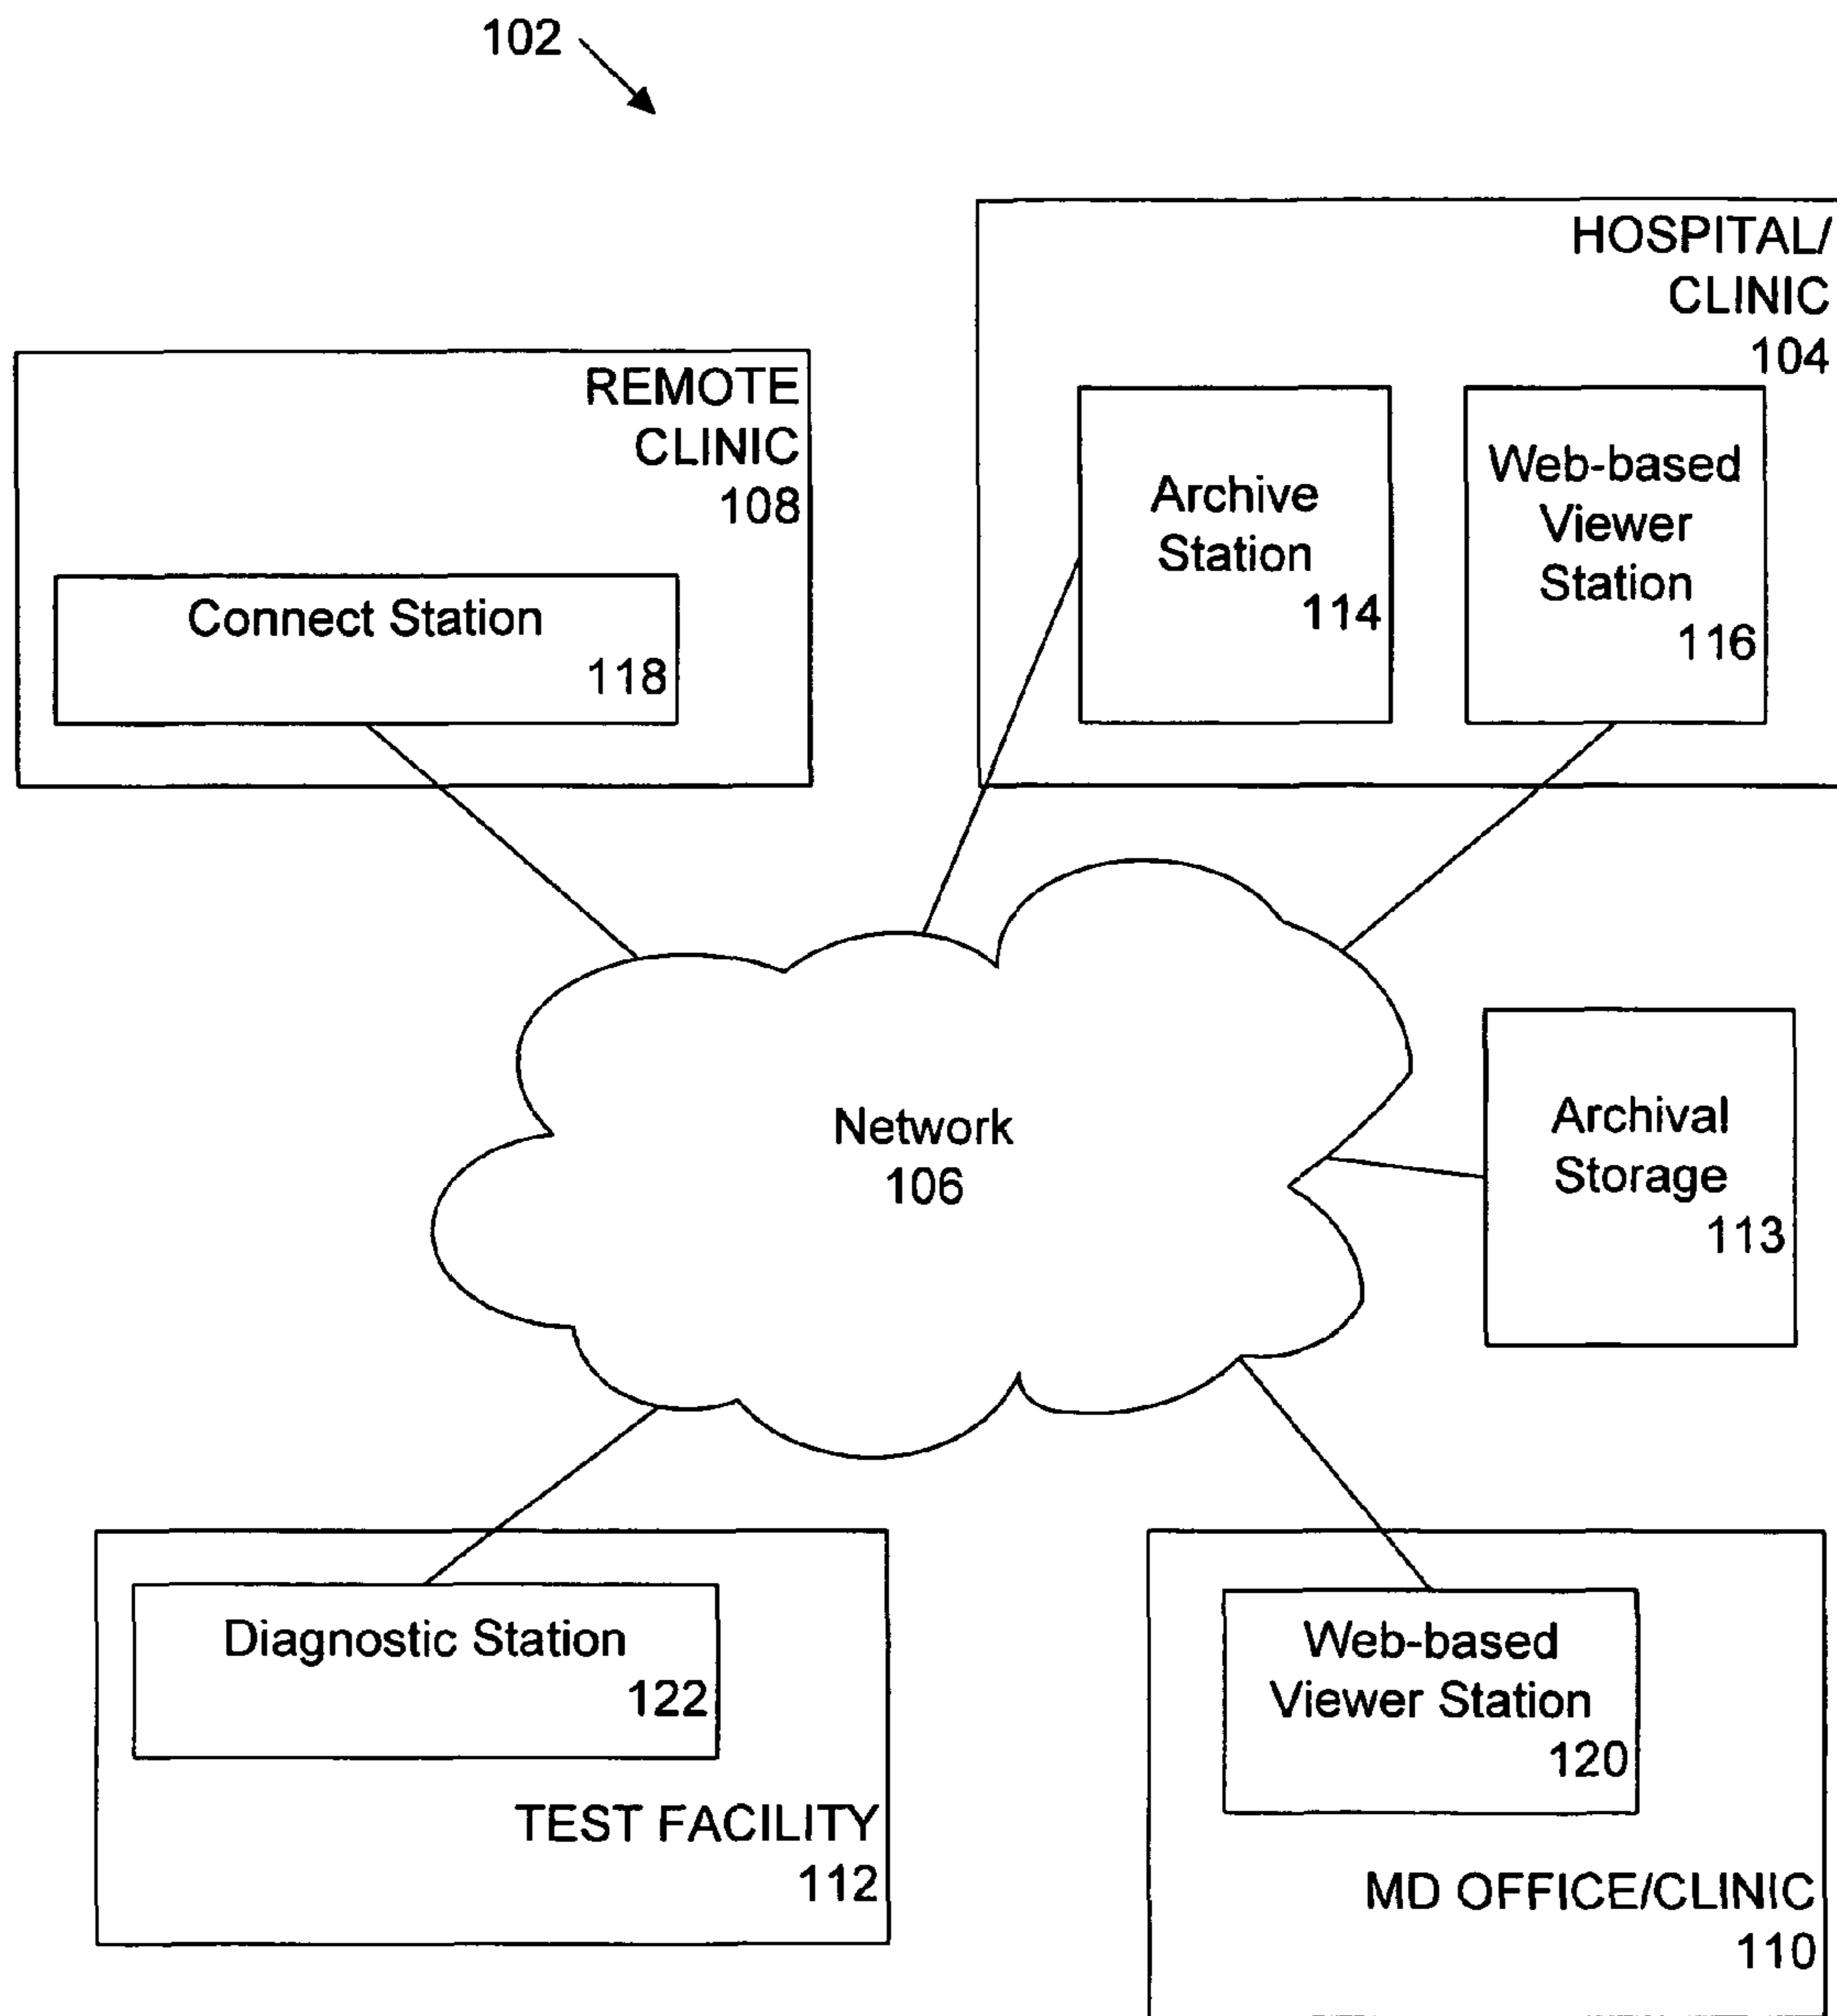 102
HOSPITAL/
CLINIC
104
REMOTE
CLINIC
108
Connect Station
118
Archive
Station
114
Web-based
Viewer
Station
116
Network
106
Archival
Storage
113
Diagnostic Station
122
TEST FACILITY
112
Web-based
Viewer Station
120
MD OFFICE/CLINIC
110